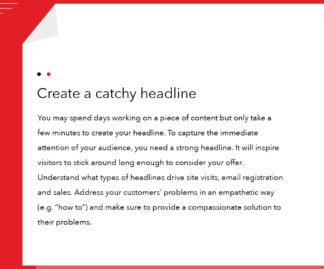 Create a catchy headline
You may spend days working on a piece of content but only take a
few minutes to create your headline. To capture the immediate
attention of your audience, you need a strong headline. It will inspire
visitors to stick around long enough to consider your offer.
Understand what types of headlines drive site visits, email registration
and sales. Address your customers' problems in an empathetic way
(e.g. "how to") and make sure to provide a compassionate solution to
their problems.